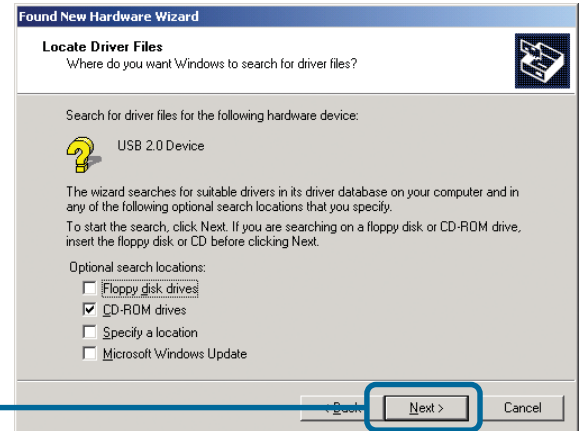 Found New Hardware Wizard
Locate Driver Files
Where do you want Windows to search for driver files?
Search for driver files for the following hardware device:
USB 2.0 Device
The wizard searches for suitable drivers in its driver database on your computer and in
any of the following optional search locations that you specify.
To start the search, click Next. If you are searching on a floppy disk or CD-ROM drive,
insert the floppy disk or CD before clicking Next.
Optional search locations:
Floppy disk drives
CD-ROM drives
Specify a location
Microsoft Windows Update
< Back Next > Cancel